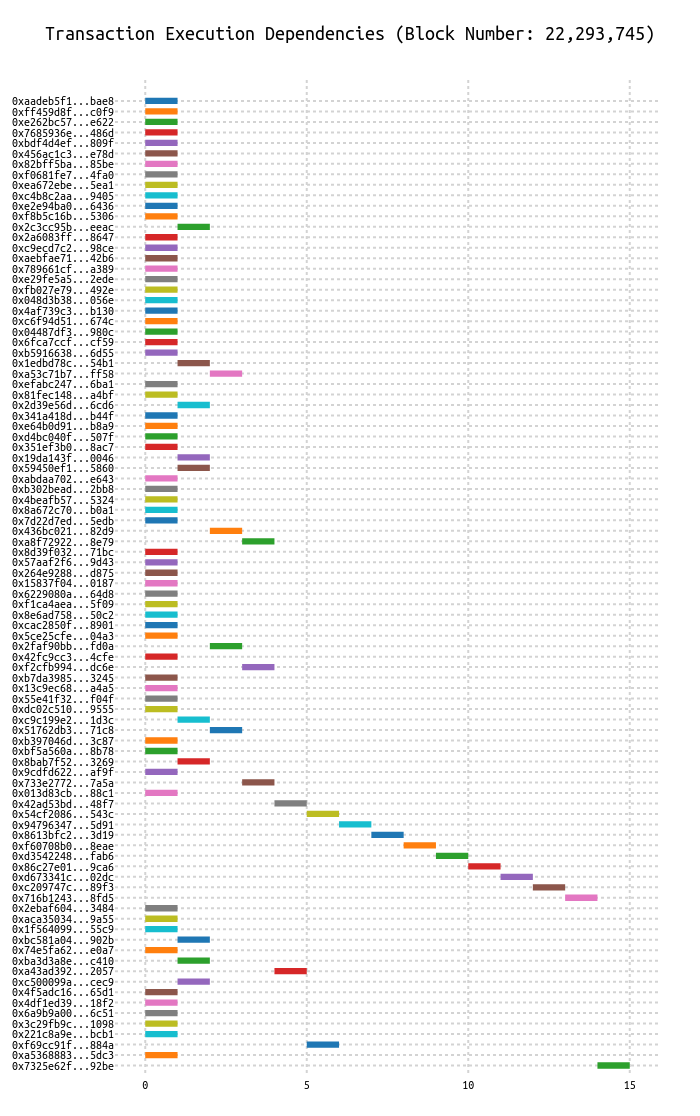 Transaction Execution Dependencies (Block Number: 22,293,745)
0xaadeb5f1...bae8
0xff459d8f...c0f9
0xe262bc57...e622
0x7685936e...486d
0xbdf4d4ef...809f
0x456ac1c3...e78d
0x82bff5ba...85be
0xf0681fe7...4fa0
0xea672ebe...5ea1
0xc4b8c2aa...9405
0xe2e94ba0...6436
0xf8b5c16b...5306
0x2c3cc95b...eeac
0x2a6083ff...8647
0xc9ecd7c2...98ce
0xaebfae71...42b6
0x789661cf...a389
0xe29fe5a5...2ede
0xfb027e79...492e
0x048d3b38...056e
0x4af739c3...b130
0xc6f94d51...674c
0x04487df3...980c
0x6fca7ccf...cf59
0xb5916638...6d55
0x1edbd78c...54b1
0xa53c71b7...ff58
0xefabc247...6ba1
0x81fec148...a4bf
0x2d39e56d...6cd6
0x341a418d...b44f
0xe64b0d91...b8a9
0xd4bc040f...507f
0x351ef3b0...8ac7
0x19da143f...0046
0x59450ef1...5860
0xabdaa702...e643
0xb302bead...2bb8
0x4beafb57...5324
0x8a672c70...b0a1
0x7d22d7ed...5edb
0x436bc021...82d9
0xa8f72922...8e79
0x8d39f032...71bc
0x57aaf2f6...9d43
0x264e9288...d875
0x15837f04...0187
0x6229080a...64d8
0xf1ca4aea...5f09
0x8e6ad758...50c2
0xcac2850f...8901
0x5ce25cfe...04a3
0x2faf90bb...fd0a
0x42fc9cc3...4cfe
0xf2cfb994...dc6e
0xb7da3985...3245
0x13c9ec68...a4a5
0x55e41f32...f04f
0xdc02c510...9555
0xc9c199e2...1d3c
0x51762db3...71c8
0xb397046d...3c87
0xbf5a560a...8b78
0x8bab7f52...3269
0x9cdfd622...af9f
0x733e2772...7a5a
0x013d83cb...88c1
0x42ad53bd...48f7
0x54cf2086...543c
0x94796347...5d91
0x8613bfc2...3d19
0xf60708b0...8eae
0xd3542248...fab6
0x86c27e01...9ca6
0xd673341c...02dc
0xc209747c...89f3
0x716b1243...8fd5
0x2ebaf604...3484
0xaca35034...9a55
0x1f564099...55c9
0xbc581a04...902b
0x74e5fa62...e0a7
0xba3d3a8e...c410
0xa43ad392...2057
0xc500099a...cec9
0x4f5adc16...65d1
0x4df1ed39...18f2
0x6a9b9a00...6c51
0x3c29fb9c...1098
0x221c8a9e...bcb1
0xf69cc91f...884a
0xa5368883...5dc3
0x7325e62f...92be
0 5 10 15